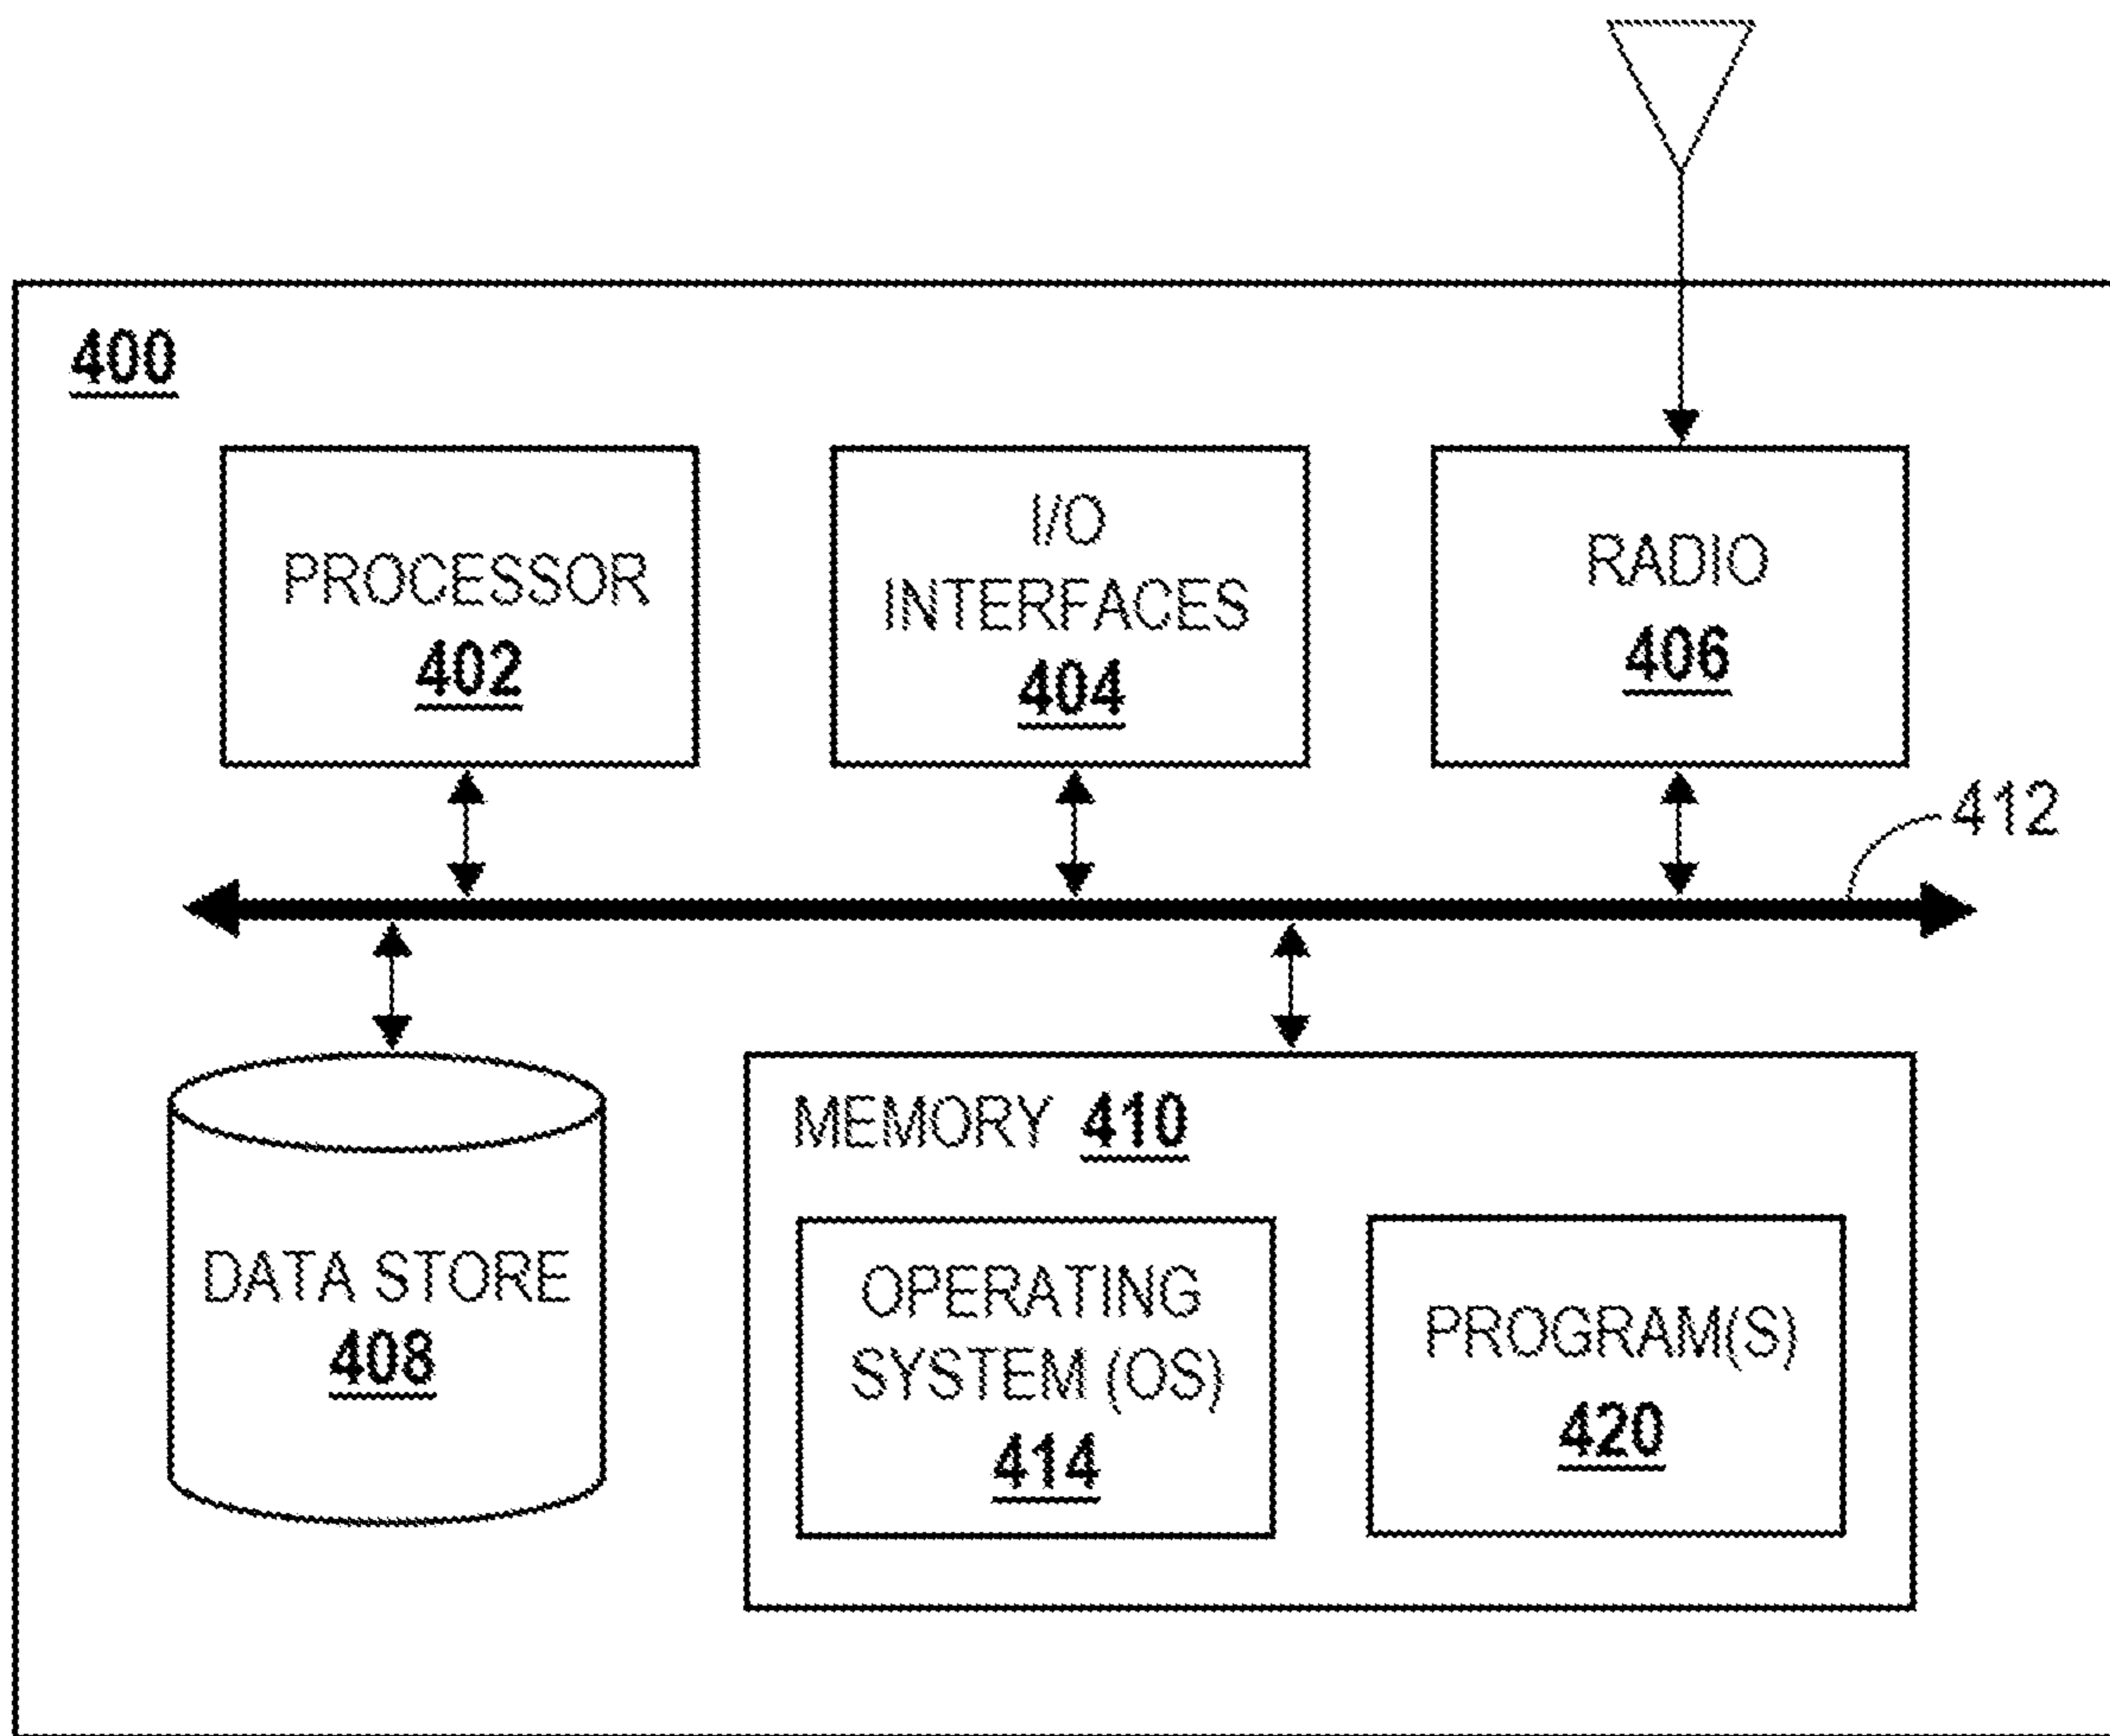 400
PROCESSOR
402
I/O
INTERFACES
404
RADIO
406
412
DATA STORE
408
MEMORY 410
OPERATING
SYSTEM (OS)
414
PROGRAM(S)
420